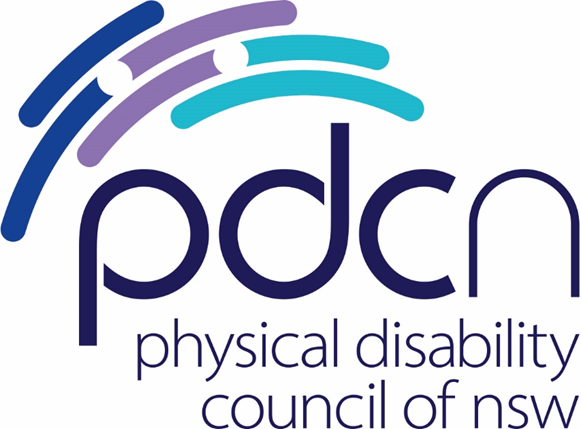 pdcn
physical disability
council of nsw